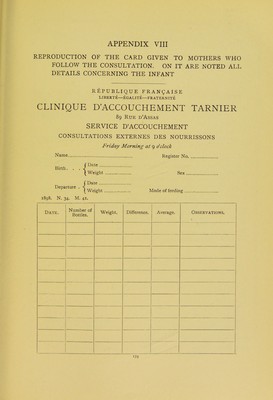 APPENDIX VIII
REPRODUCTION OF THE CARD GIVEN TO MOTHERS WHO
FOLLOW THE CONSULTATION. ON IT ARE NOTED ALL
DETAILS CONCERNING THE INFANT
RÉPUBLIQUE FRANÇAISE
LIBERTÉ—ÉGALITÉ—FRATERNITÉ
CLINIQUE D'ACCOUCHEMENT TARNIER
89 RUE D'ASSAS
SERVICE D'ACCOUCHEMENT
CONSULTATIONS EXTERNES DES NOURRISSONS
Friday Morning at 9 o'clock
Name Register No.
Birth. Date
Weight Sex
Departure Date
Weight Mode of feeding
1898. N. 34. M. 21.
DATE. Number of Bottles. Weight. Difference. Average. OBSERVATIONS.